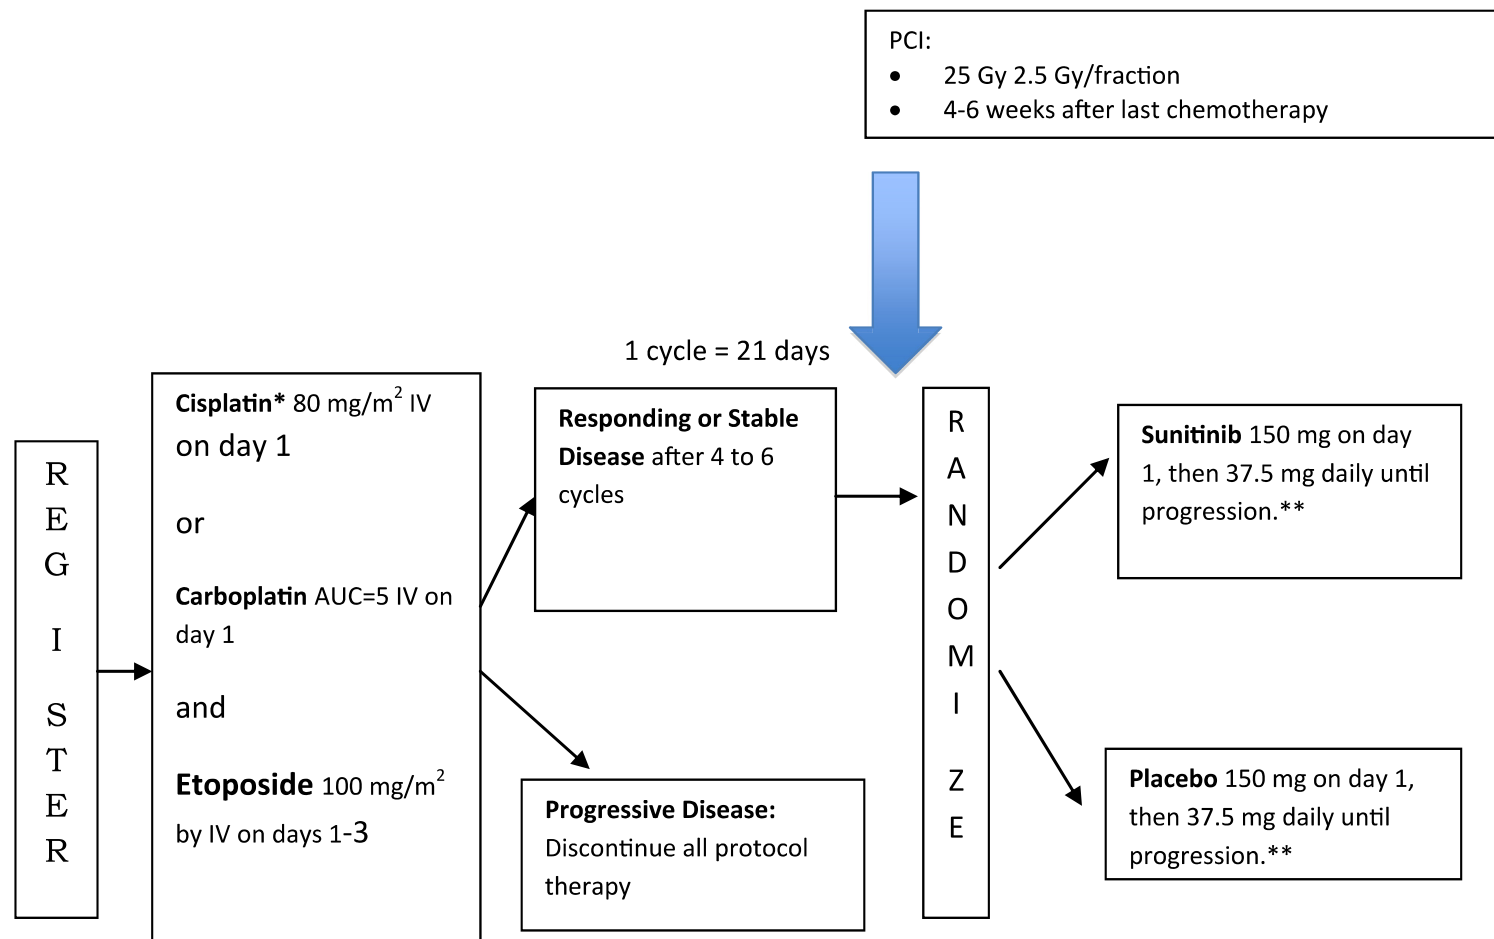 PCI:
• 25 Gy 2.5 Gy/fraction
• 4-6 weeks after last chemotherapy
1 cycle = 21 days
R
E
G
I
S
T
E
R
Cisplatin* 80 mg/m² IV
on day 1
or
Carboplatin AUC=5 IV on
day 1
and
Etoposide 100 mg/m²
by IV on days 1-3
Responding or Stable
Disease after 4 to 6
cycles
Progressive Disease:
Discontinue all protocol
therapy
R
A
N
D
O
M
I
Z
E
Sunitinib 150 mg on day
1, then 37.5 mg daily until
progression.**
Placebo 150 mg on day 1,
then 37.5 mg daily until
progression.**